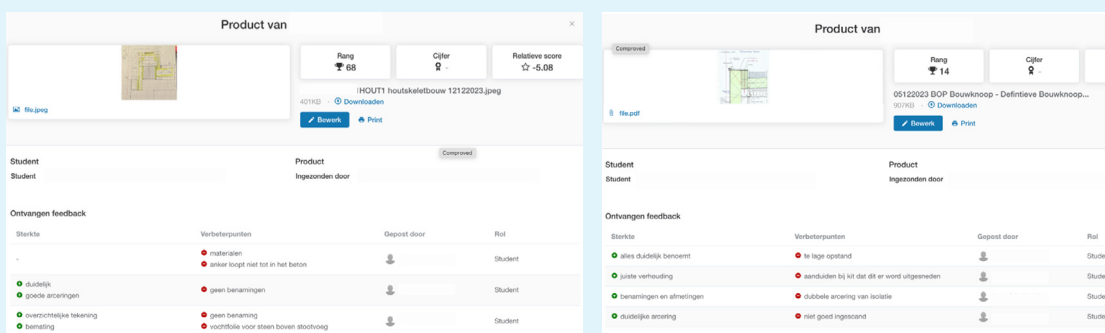 Product van
×
Rang
68
Cijfer
-
Relatieve score
-5.08
HOUT1 houtskeletbouw 12122023.jpeg
401KB - Downloaden
file.jpeg
Bewerk Print
Comproved
Student
Student
Product
Ingezonden door
Ontvangen feedback
Sterkte Verbeterpunten Gepost door Rol
- materialen Student
anker loopt niet tot in het beton
duidelijk geen benamingen Student
goede arceringen
overzichtelijke tekening geen benaming Student
bemating vochtfolie voor steen boven stootvoeg
Product van
Comproved
Rang
14
Cijfer
-
05122023 BOP Bouwknoop - Defintieve Bouwknoop...
907KB - Downloaden
file.pdf
Bewerk Print
Student
Student
Product
Ingezonden door
Ontvangen feedback
Sterkte Verbeterpunten Gepost door Rol
alles duidelijk benoemt te lage opstand Stude
juiste verhouding aanduiden bij kit dat dit er word uitgesneden Stude
benamingen en afmetingen dubbele arcering van isolatie Stude
duidelijke arcering niet goed ingescand Stude